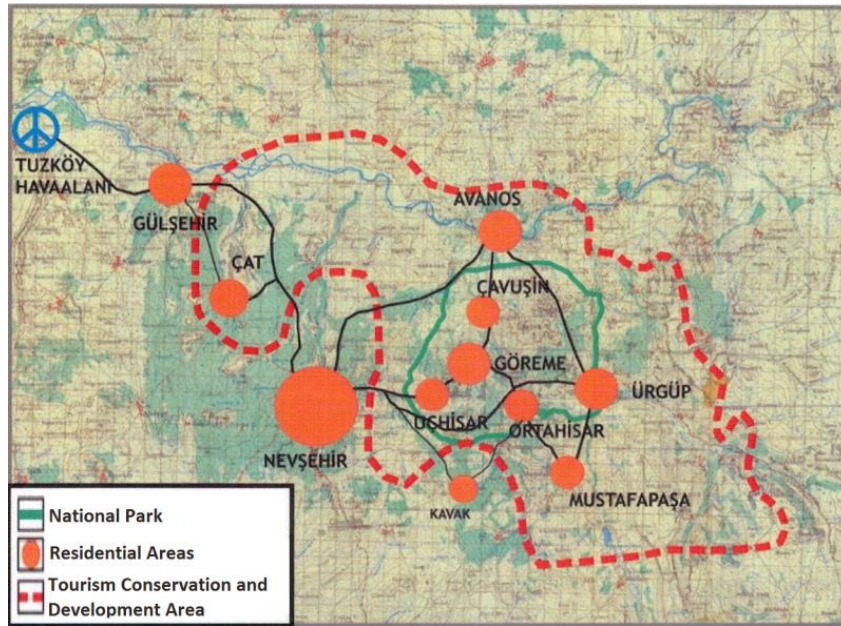 TUZKÖY
HAVAALANI
GÜLŞEHİR
AVANOS
ÇAT
ÇAVUŞİN
GÖREME
ÜRGÜP
UÇHİSAR
ORTAHİSAR
NEVŞEHİR
MUSTAFAPAŞA
KAVAK
National Park
Residential Areas
Tourism Conservation and
Development Area